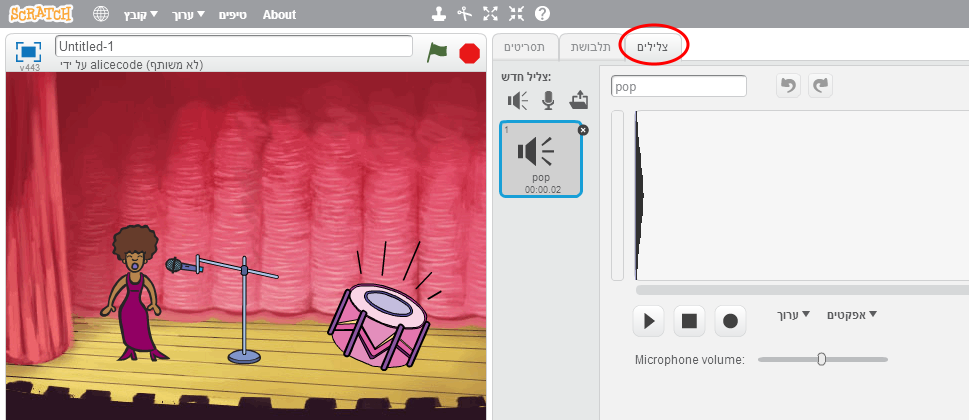 SCRATCH קובץ ערוך טיפים About
Untitled-1
v443
על ידי alicecode (לא משותף)
תסריטים תלבושת צלילים
צליל חדש:
pop
1
pop
00:00.02
ערוך אפקטים
Microphone volume: